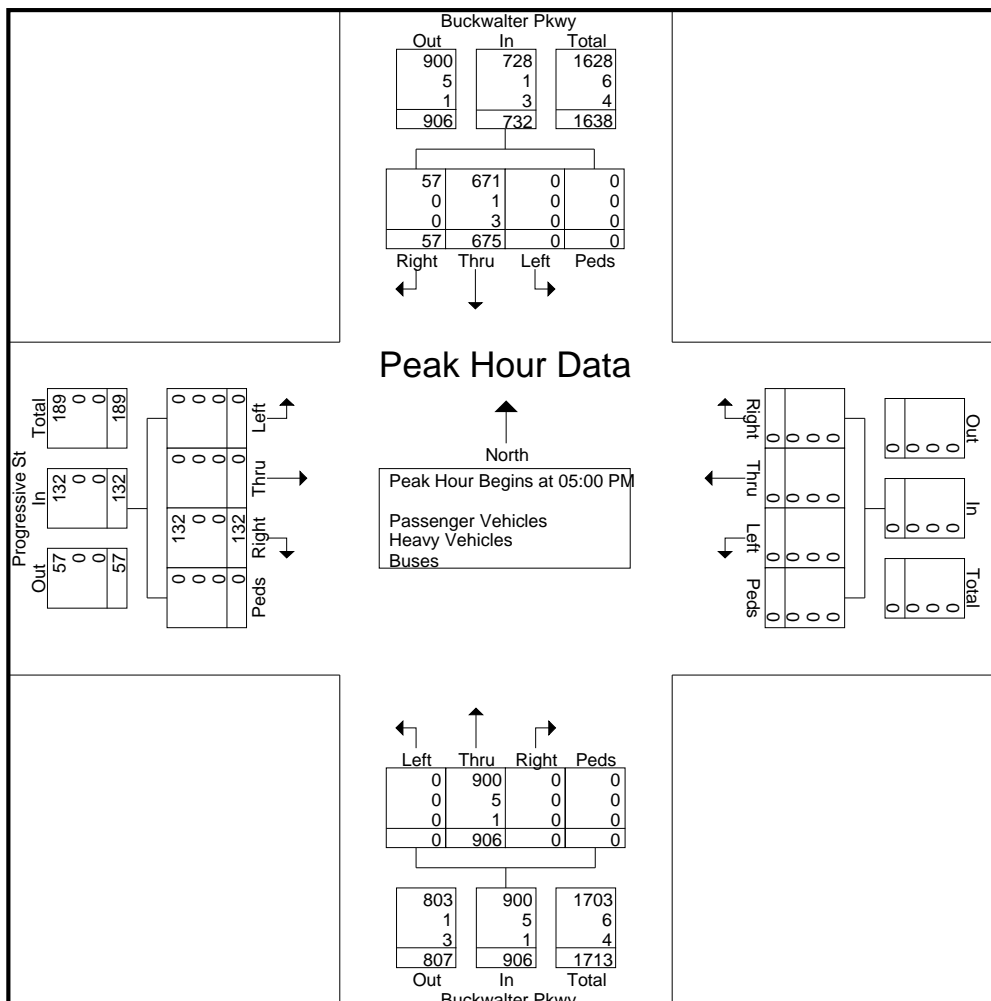 Buckwalter Pkwy
Out In Total
900 728 1628
5 1 6
1 3 4
906 732 1638
57 671 0 0
0 1 0 0
0 3 0 0
57 675 0 0
Right Thru Left Peds
Peak Hour Data
North
Peak Hour Begins at 05:00 PM
Passenger Vehicles
Heavy Vehicles
Buses
Progressive St
Total
189 0 0 189
In
132 0 0 132
Out
57 0 0 57
Left
0 0 0 0
Thru
0 0 0 0
Right
132 0 0 132
Peds
0 0 0 0
Right
0 0 0 0
Thru
0 0 0 0
Left
0 0 0 0
Peds
0 0 0 0
Out
0 0 0 0
In
0 0 0 0
Total
0 0 0 0
Left Thru Right Peds
0 900 0 0
0 5 0 0
0 1 0 0
0 906 0 0
803 900 1703
1 5 6
3 1 4
807 906 1713
Out In Total
Buckwalter Pkwy